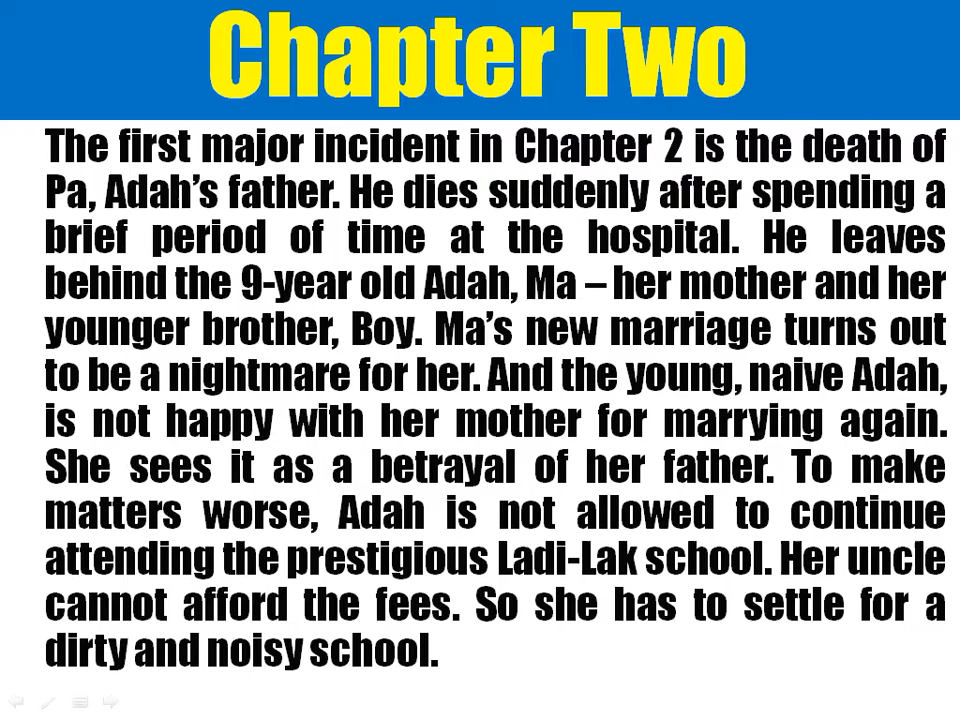 Chapter Two
The first major incident in Chapter 2 is the death of
Pa, Adah’s father. He dies suddenly after spending a
brief period of time at the hospital. He leaves
behind the 9-year old Adah, Ma – her mother and her
younger brother, Boy. Ma’s new marriage turns out
to be a nightmare for her. And the young, naive Adah,
is not happy with her mother for marrying again.
She sees it as a betrayal of her father. To make
matters worse, Adah is not allowed to continue
attending the prestigious Ladi-Lak school. Her uncle
cannot afford the fees. So she has to settle for a
dirty and noisy school.